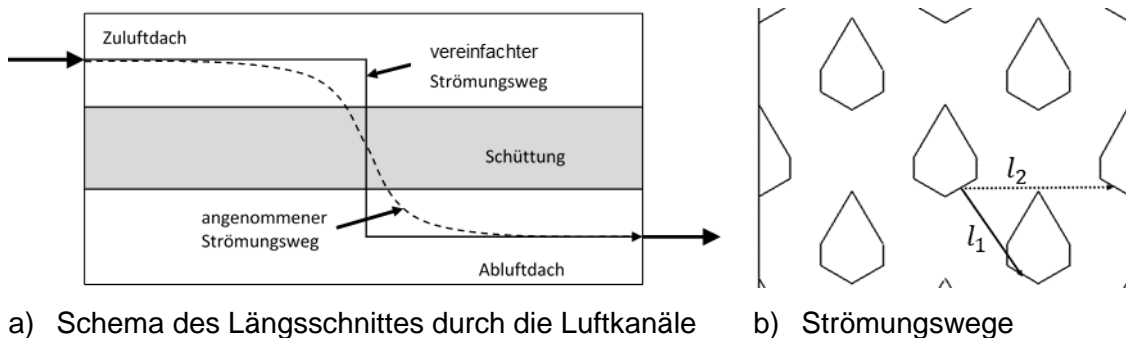 Zuluftdach
vereinfachter
Strömungsweg
Schüttung
angenommener
Strömungsweg
Abluftdach
l₂
l₁
a) Schema des Längsschnittes durch die Luftkanäle
b) Strömungswege